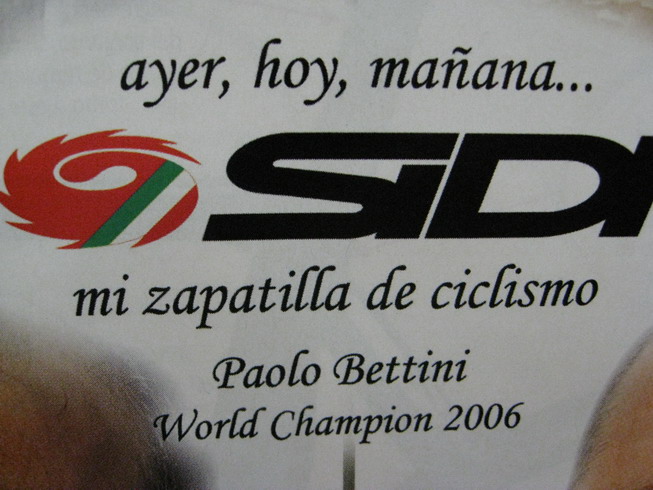 ayer, hoy, mañana...
SiDI
mi zapatilla de ciclismo
Paolo Bettini
World Champion 2006